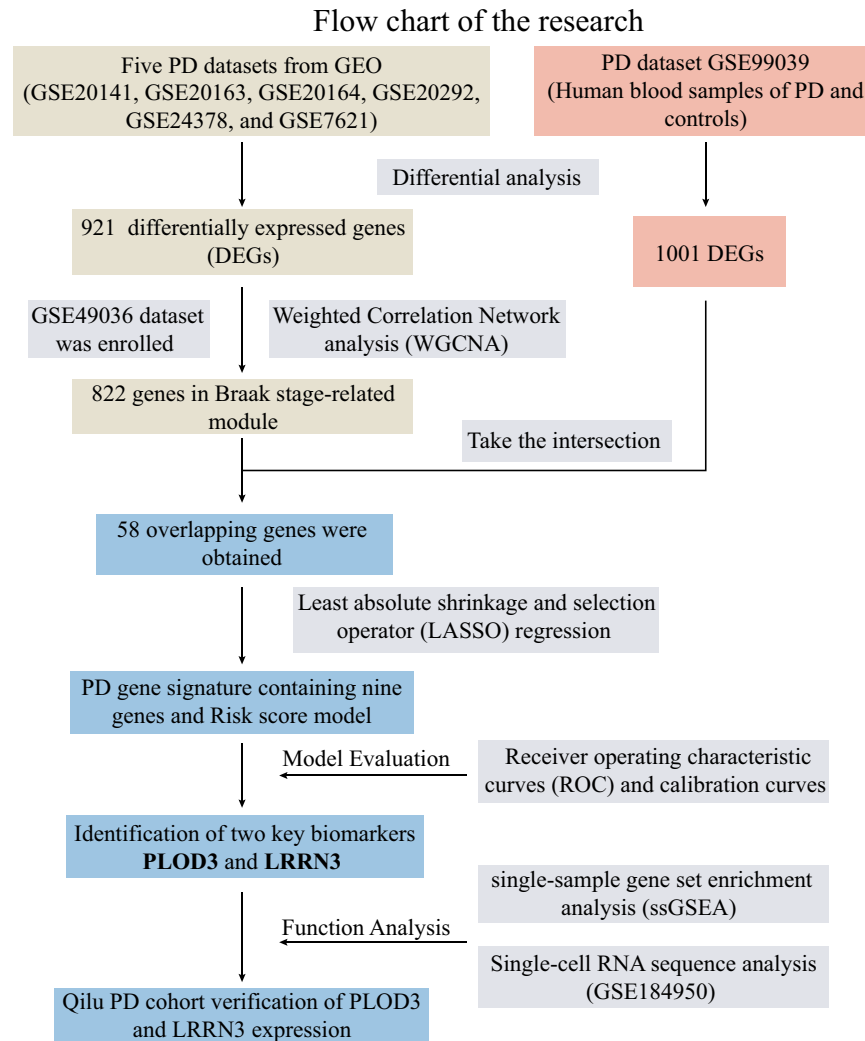 Flow chart of the research
Five PD datasets from GEO
(GSE20141, GSE20163, GSE20164, GSE20292,
GSE24378, and GSE7621)
PD dataset GSE99039
(Human blood samples of PD and
controls)
Differential analysis
921 differentially expressed genes
(DEGs)
1001 DEGs
GSE49036 dataset
was enrolled
Weighted Correlation Network
analysis (WGCNA)
822 genes in Braak stage-related
module
Take the intersection
58 overlapping genes were
obtained
Least absolute shrinkage and selection
operator (LASSO) regression
PD gene signature containing nine
genes and Risk score model
Model Evaluation
Receiver operating characteristic
curves (ROC) and calibration curves
Identification of two key biomarkers
PLOD3 and LRRN3
single-sample gene set enrichment
analysis (ssGSEA)
Function Analysis
Single-cell RNA sequence analysis
(GSE184950)
Qilu PD cohort verification of PLOD3
and LRRN3 expression